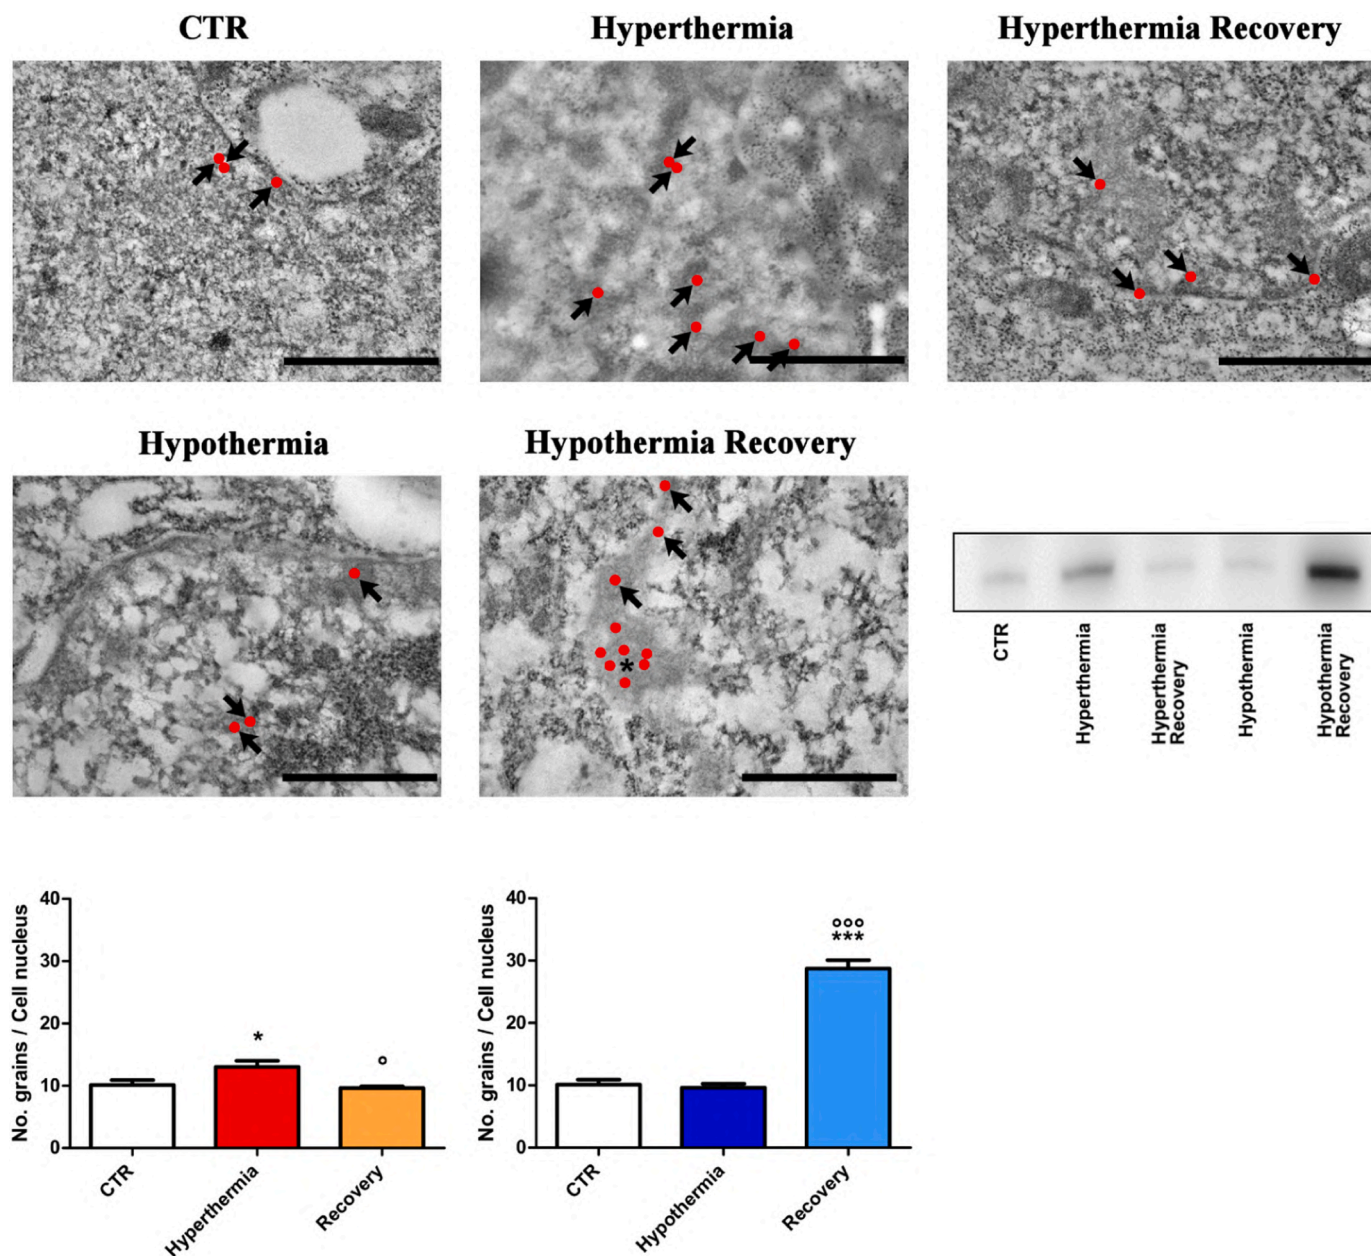 CTR
Hyperthermia
Hyperthermia Recovery
Hypothermia
Hypothermia Recovery
*
CTR
Hyperthermia
Hyperthermia
Recovery
Hypothermia
Hypothermia
Recovery
No. grains / Cell nucleus
40
30
20
10
0
*
°
CTR
Hyperthermia
Recovery
No. grains / Cell nucleus
40
30
20
10
0
°°°
***
CTR
Hypothermia
Recovery